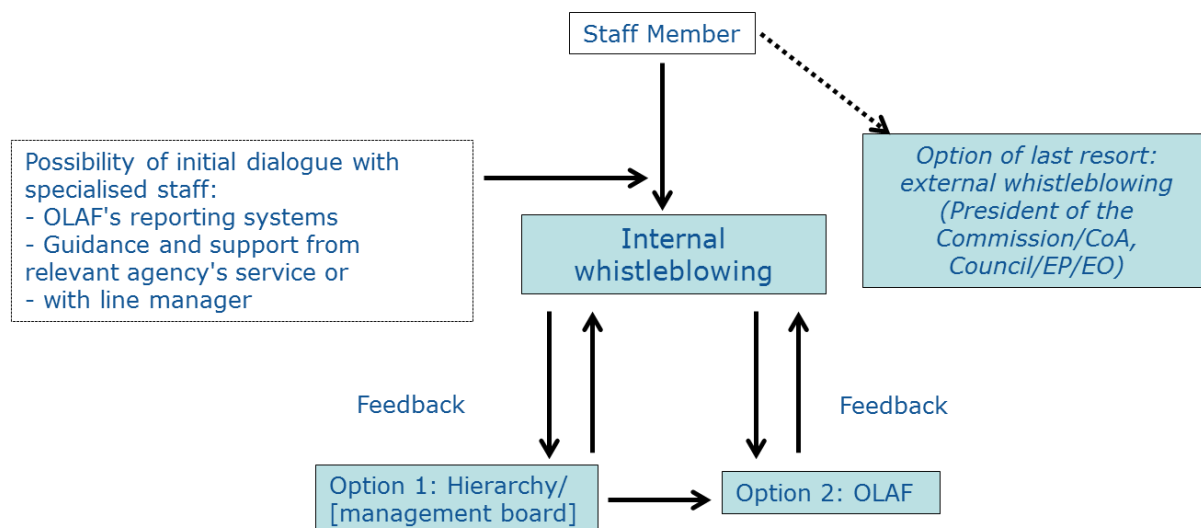 Staff Member
Possibility of initial dialogue with
specialised staff:
- OLAF's reporting systems
- Guidance and support from
relevant agency's service or
- with line manager
Option of last resort:
external whistleblowing
(President of the
Commission/CoA,
Council/EP/EO)
Internal
whistleblowing
Feedback
Feedback
Option 1: Hierarchy/
[management board]
Option 2: OLAF